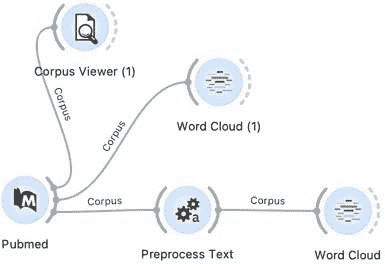 Corpus Viewer (1)
Corpus
Corpus
Word Cloud (1)
M
Corpus
a
Corpus
Pubmed
Preprocess Text
Word Cloud